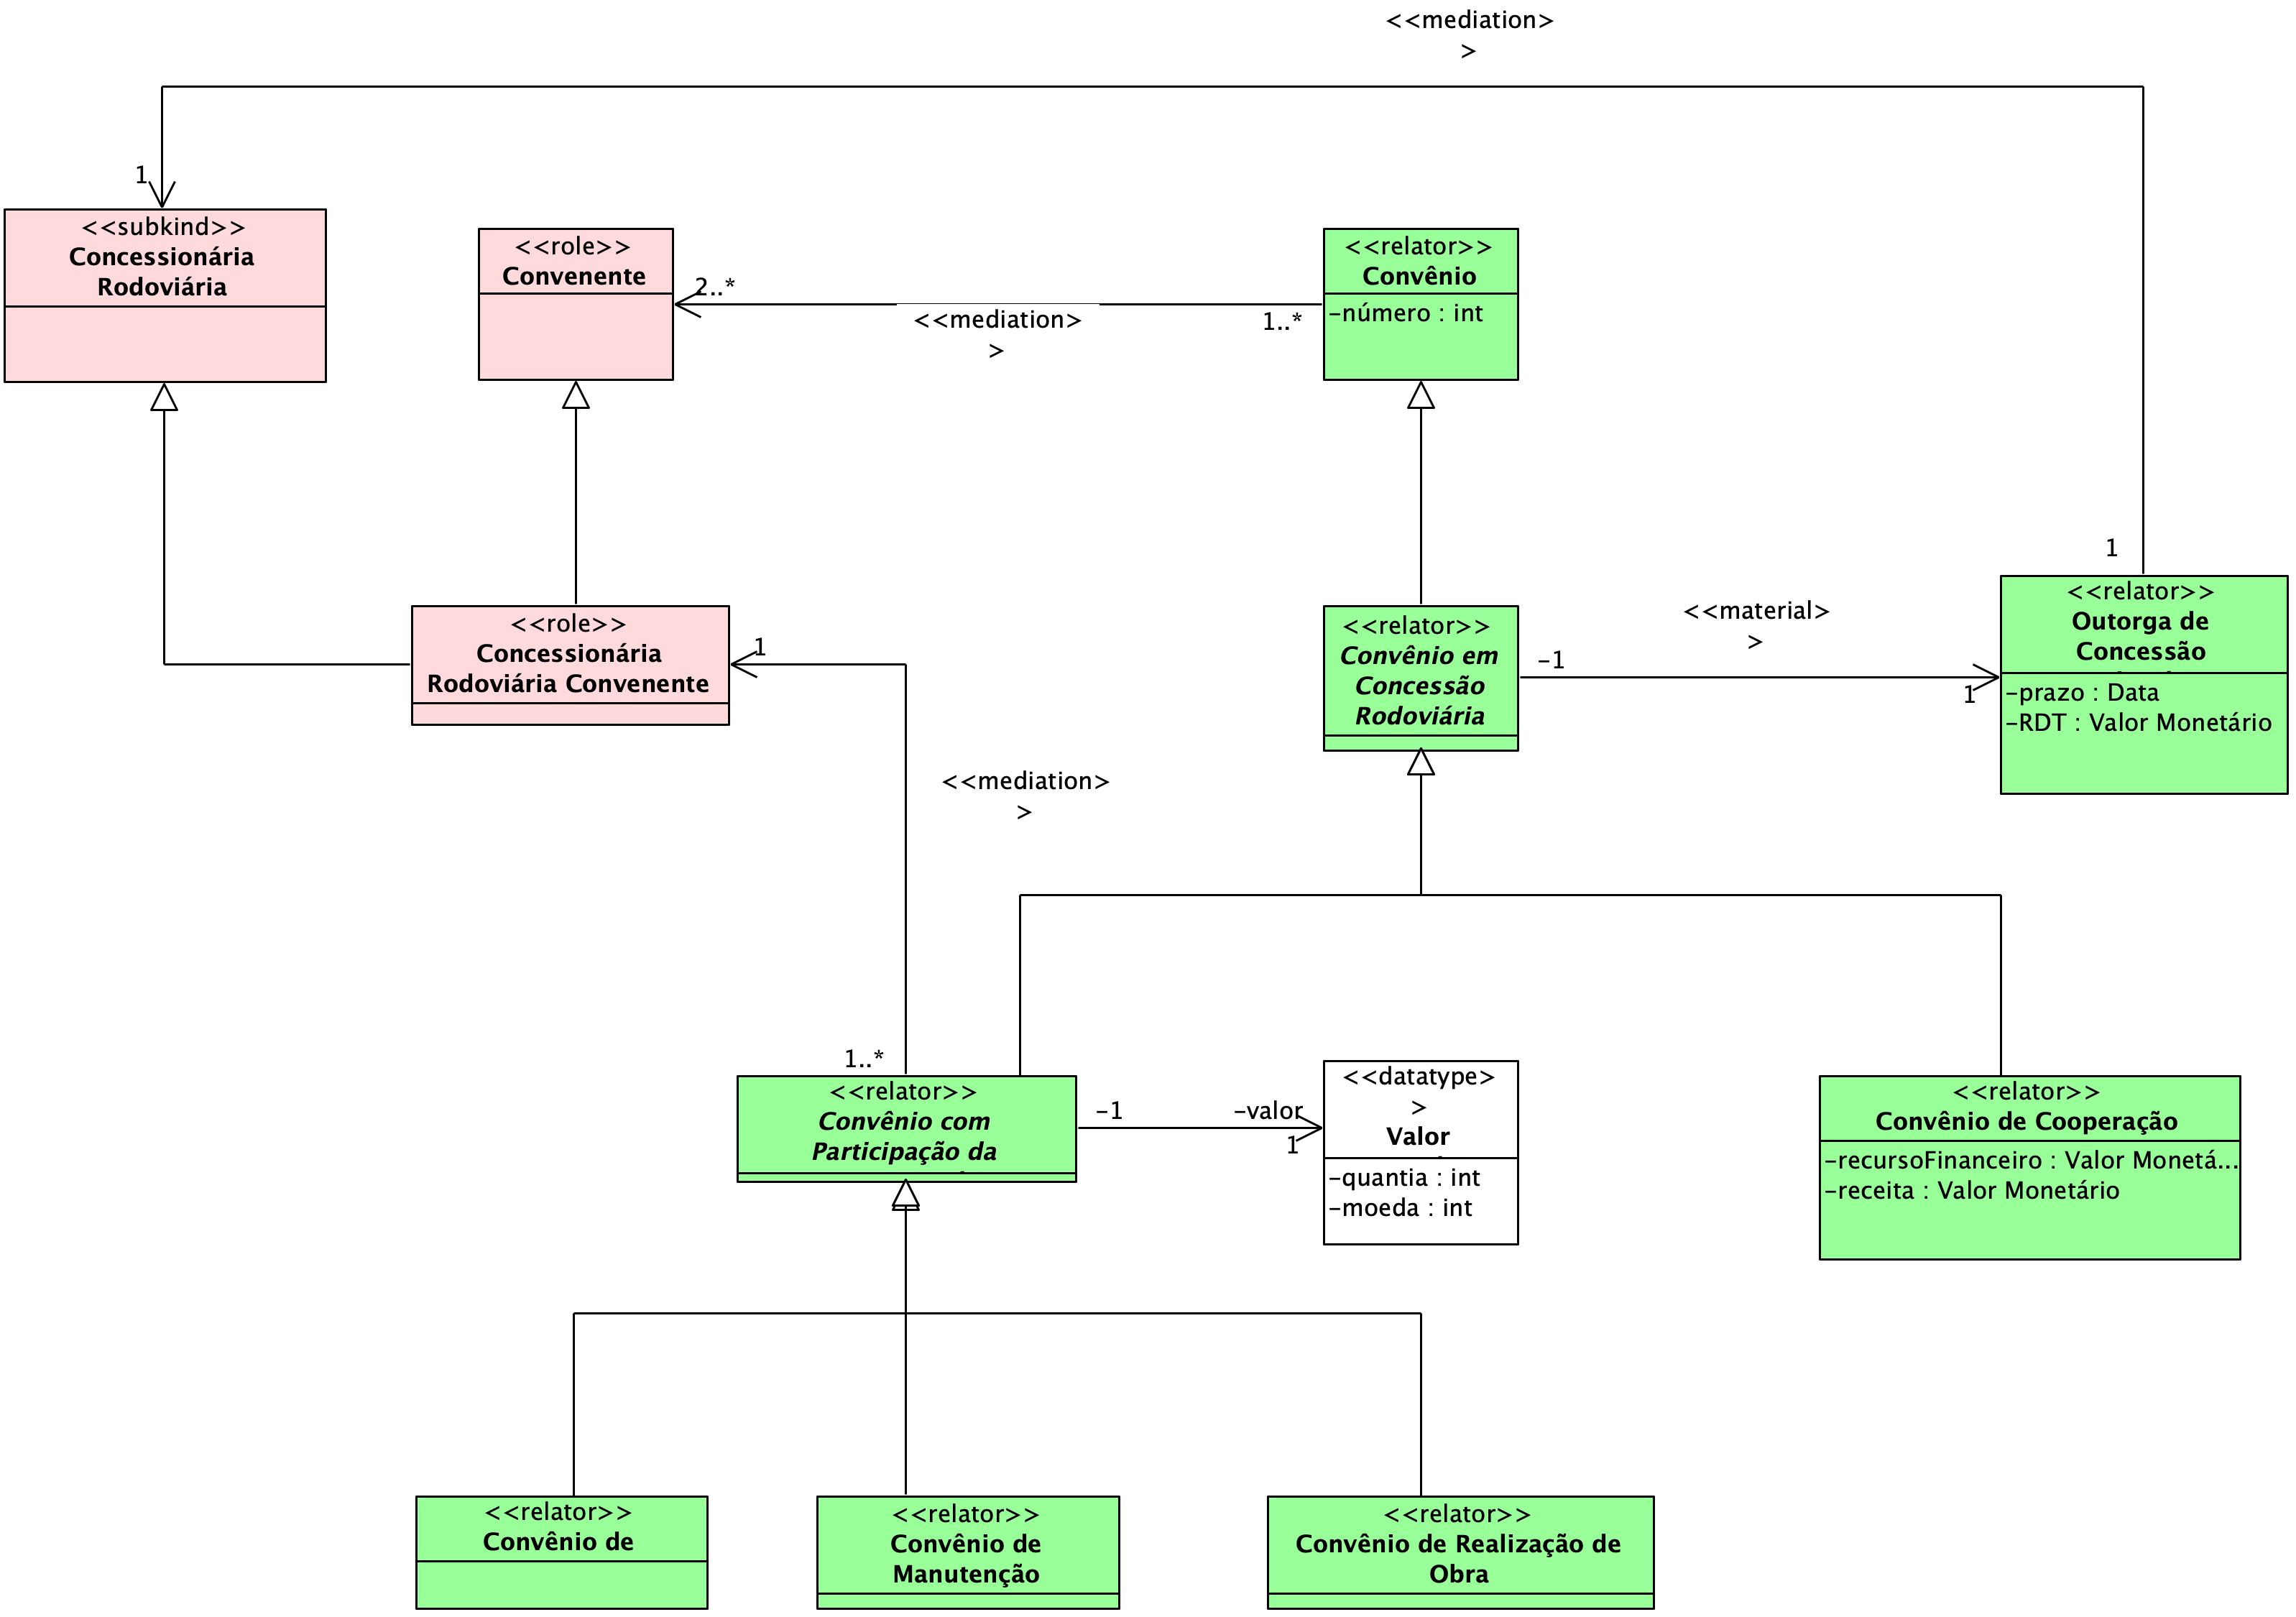 <<mediation>
>
1
<<subkind>>
Concessionária
Rodoviária
<<role>>
Convenente
2..*
<<mediation>
>
1..*
<<relator>>
Convênio
-número : int
<<role>>
Concessionária
Rodoviária Convenente
1
<<relator>>
Convênio em
Concessão
Rodoviária
-1
<<material>
>
1
1
<<relator>>
Outorga de
Concessão
-prazo : Data
-RDT : Valor Monetário
<<mediation>
>
1..*
<<relator>>
Convênio com
Participação da
-1
-valor
1
<<datatype>
>
Valor
-quantia : int
-moeda : int
<<relator>>
Convênio de Cooperação
-recursoFinanceiro : Valor Monetá...
-receita : Valor Monetário
<<relator>>
Convênio de
<<relator>>
Convênio de
Manutenção
<<relator>>
Convênio de Realização de
Obra